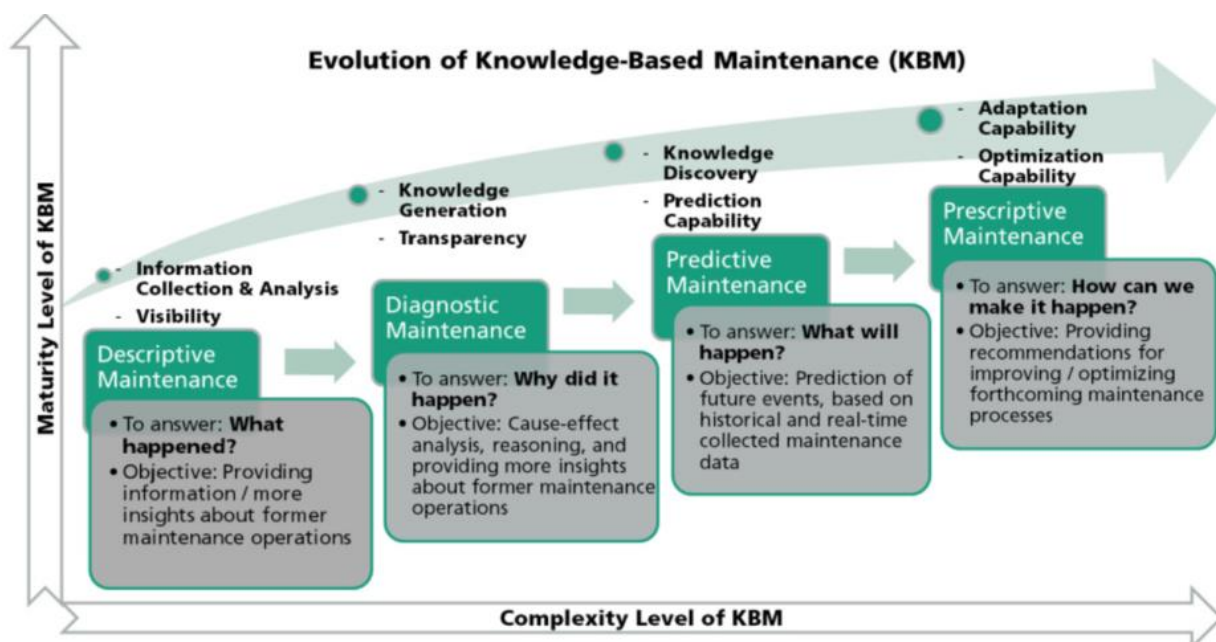 Evolution of Knowledge-Based Maintenance (KBM)
Maturity Level of KBM
- Information
Collection & Analysis
- Visibility
Descriptive
Maintenance
• To answer: What
happened?
• Objective: Providing
information / more
insights about former
maintenance operations
- Knowledge
Generation
- Transparency
Diagnostic
Maintenance
• To answer: Why did it
happen?
• Objective: Cause-effect
analysis, reasoning, and
providing more insights
about former maintenance
operations
- Knowledge
Discovery
- Prediction
Capability
Predictive
Maintenance
• To answer: What will
happen?
• Objective: Prediction of
future events, based on
historical and real-time
collected maintenance
data
- Adaptation
Capability
- Optimization
Capability
Prescriptive
Maintenance
• To answer: How can we
make it happen?
• Objective: Providing
recommendations for
improving / optimizing
forthcoming maintenance
processes
Complexity Level of KBM